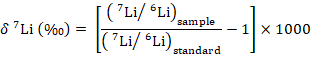 δ ⁷Li (‰) = [ (⁷Li/ ⁶Li)sample / (⁷Li/ ⁶Li)standard − 1 ] × 1000